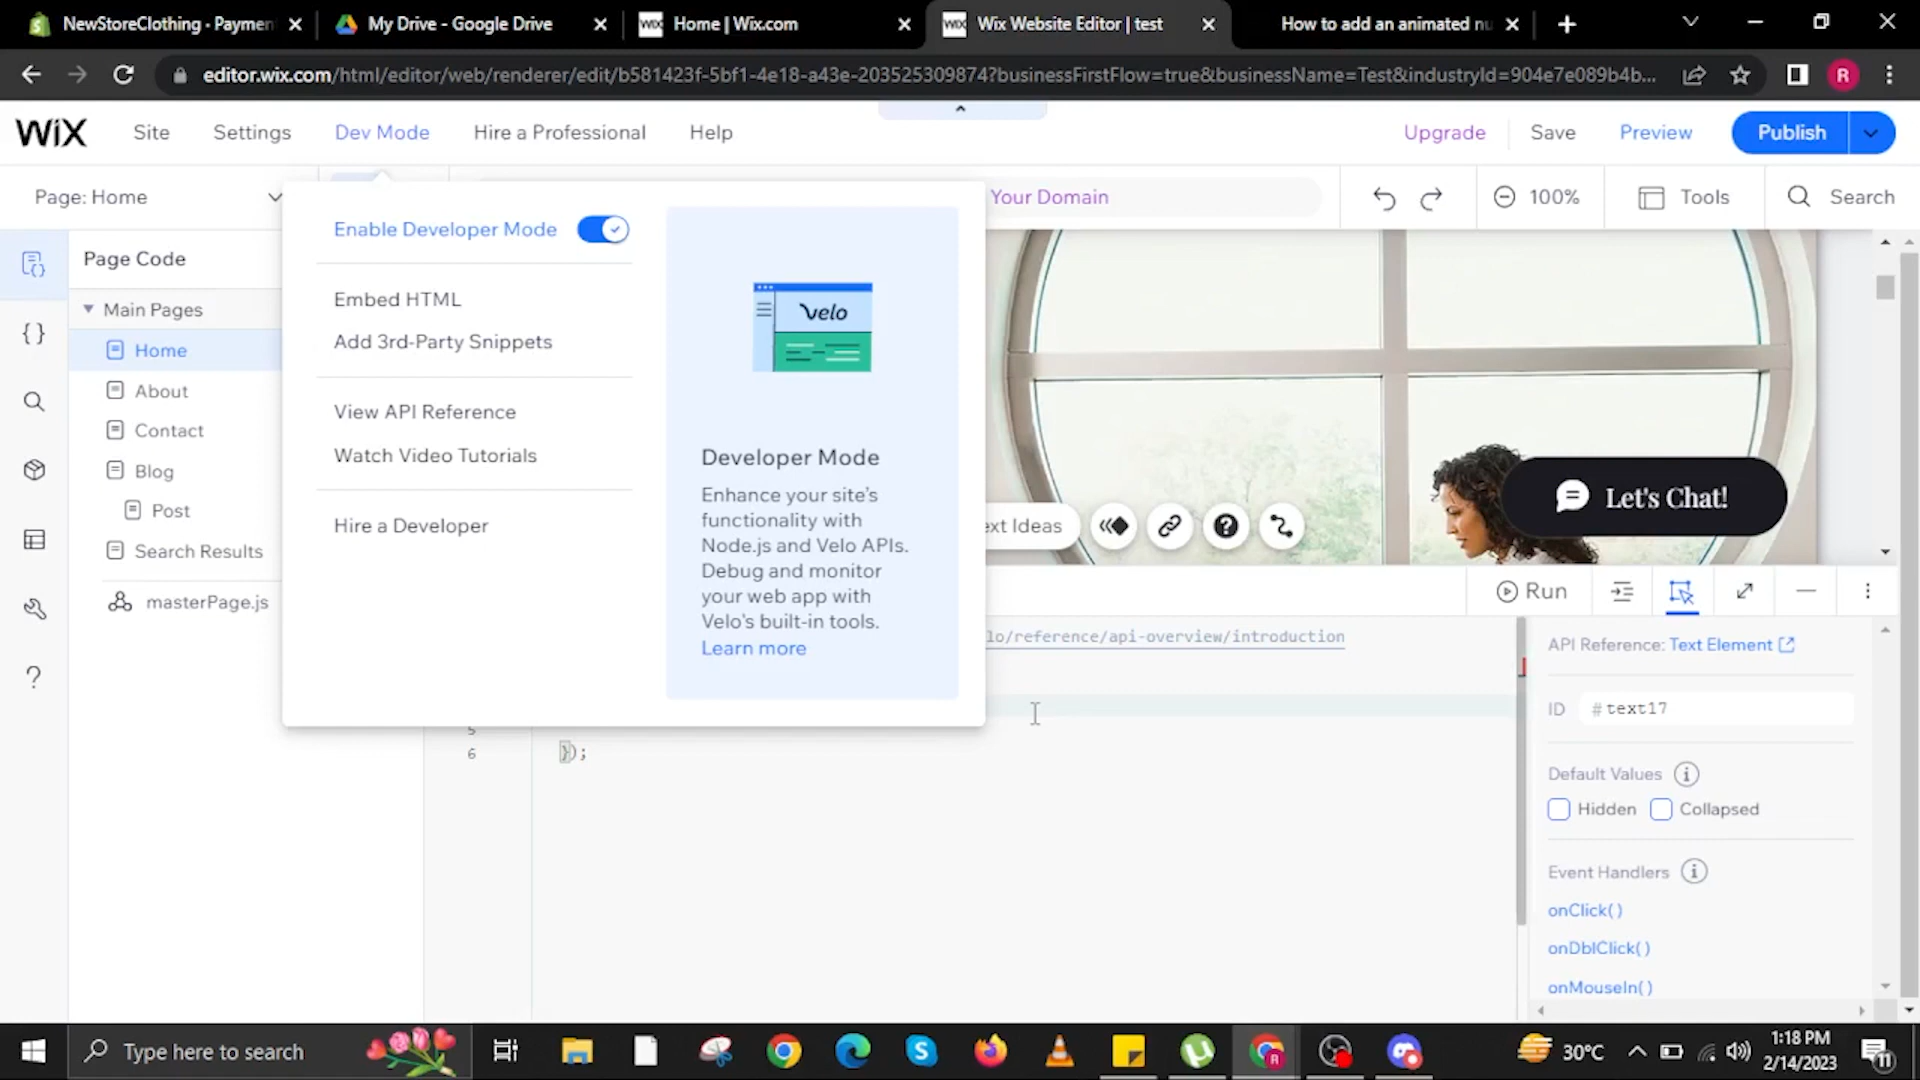 NewStoreClothing · Paymen
My Drive - Google Drive
WIX
Home | Wix.com
WIX
Wix Website Editor | test
How to add an animated nu
editor.wix.com/html/editor/web/renderer/edit/b581423f-5bf1-4e18-a43e-203525309874?businessFirstFlow=true&businessName=Test&industryId=904e7e089b4b...
R
WiX
Site
Settings
Dev Mode
Hire a Professional
Help
Upgrade
Save
Preview
Publish
Page: Home
Your Domain
100%
Tools
Search
Page Code
Main Pages
Home
About
Contact
Blog
Post
Search Results
masterPage.js
Enable Developer Mode
Embed HTML
Add 3rd-Party Snippets
View API Reference
Watch Video Tutorials
Hire a Developer
velo
Developer Mode
Enhance your site's
functionality with
Node.js and Velo APIs.
Debug and monitor
your web app with
Velo's built-in tools.
Learn more
ext Ideas
Let's Chat!
Run
lo/reference/api-overview/introduction
5
6
});
API Reference: Text Element
ID
#text17
Default Values
Hidden
Collapsed
Event Handlers
onClick()
onDblClick()
onMouseIn()
Type here to search
30°C
1:18 PM
2/14/2023
11